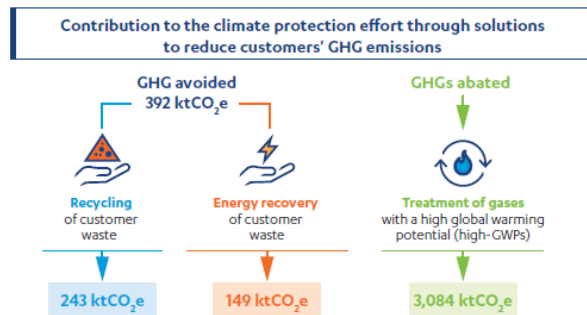 Contribution to the climate protection effort through solutions
to reduce customers' GHG emissions
GHG avoided
392 ktCO₂e
GHGs abated
Recycling
of customer
waste
Energy recovery
of customer
waste
Treatment of gases
with a high global warming
potential (high-GWPs)
243 ktCO₂e
149 ktCO₂e
3,084 ktCO₂e